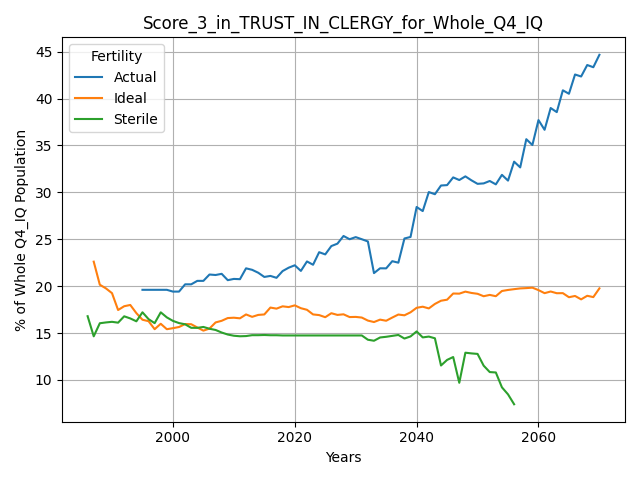 Score_3_in_TRUST_IN_CLERGY_for_Whole_Q4_IQ
Fertility
Actual
Ideal
Sterile
% of Whole Q4_IQ Population
45
40
35
30
25
20
15
10
2000
2020
2040
2060
Years